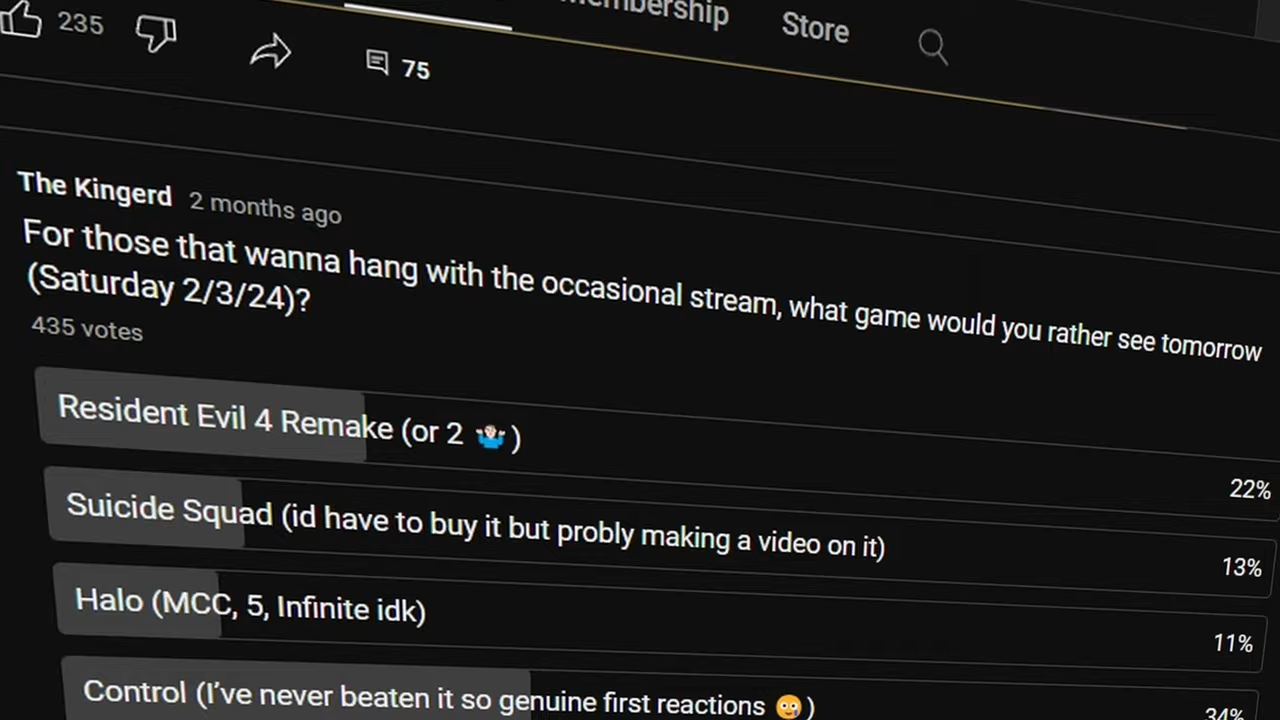 Membership Store
235 75
The Kingerd 2 months ago
For those that wanna hang with the occasional stream, what game would you rather see tomorrow
(Saturday 2/3/24)?
435 votes
Resident Evil 4 Remake (or 2 🤷🏻‍♂️)
22%
Suicide Squad (id have to buy it but probly making a video on it)
13%
Halo (MCC, 5, Infinite idk)
11%
Control (I've never beaten it so genuine first reactions 🥲)
34%